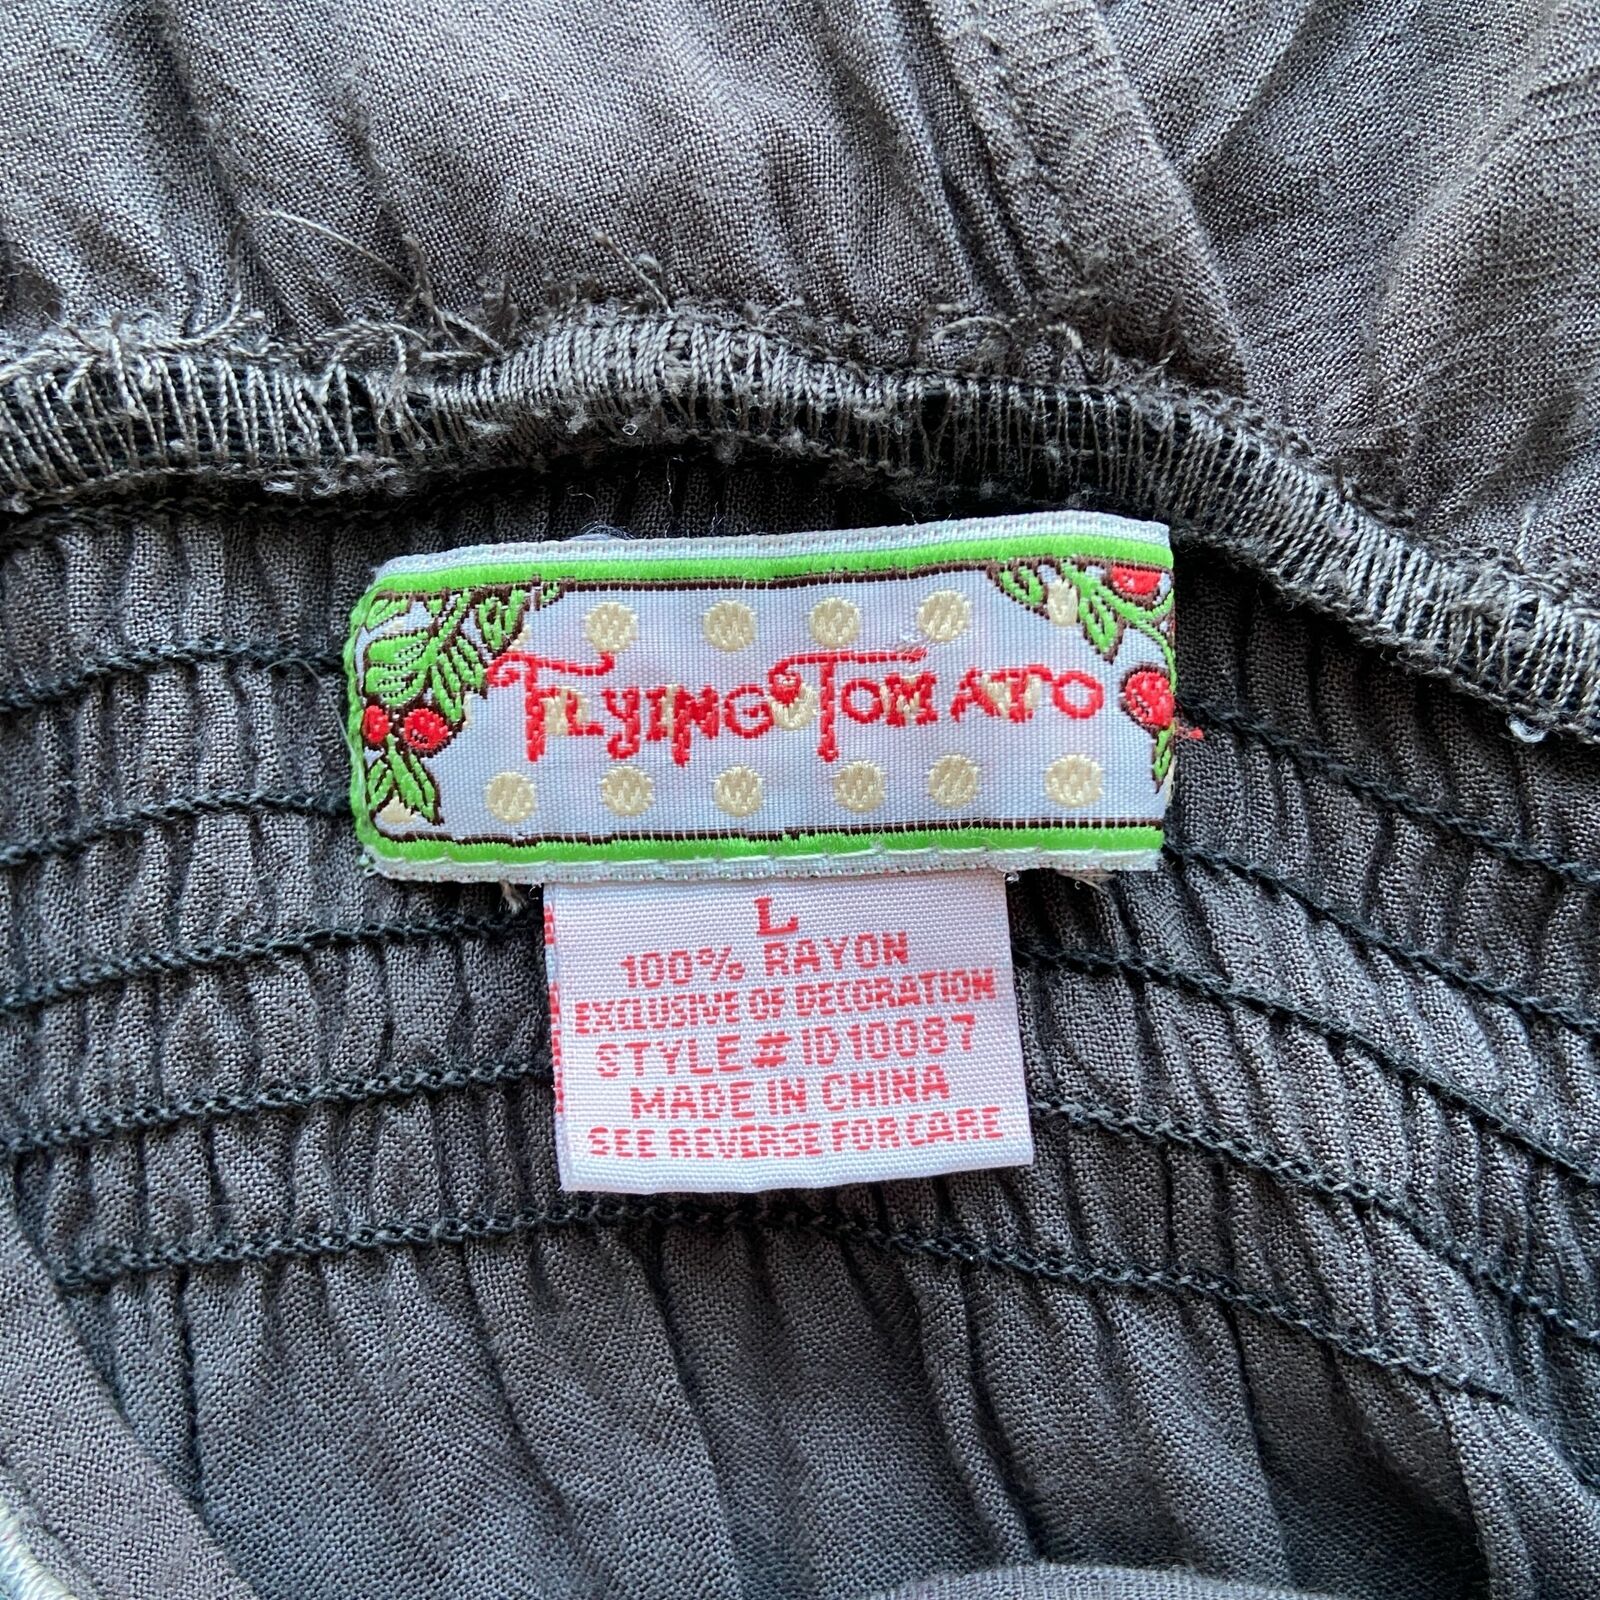 FLYING TOMATO
L
100% RAYON
EXCLUSIVE OF DECORATION
STYLE# ID10087
MADE IN CHINA
SEE REVERSE FOR CARE